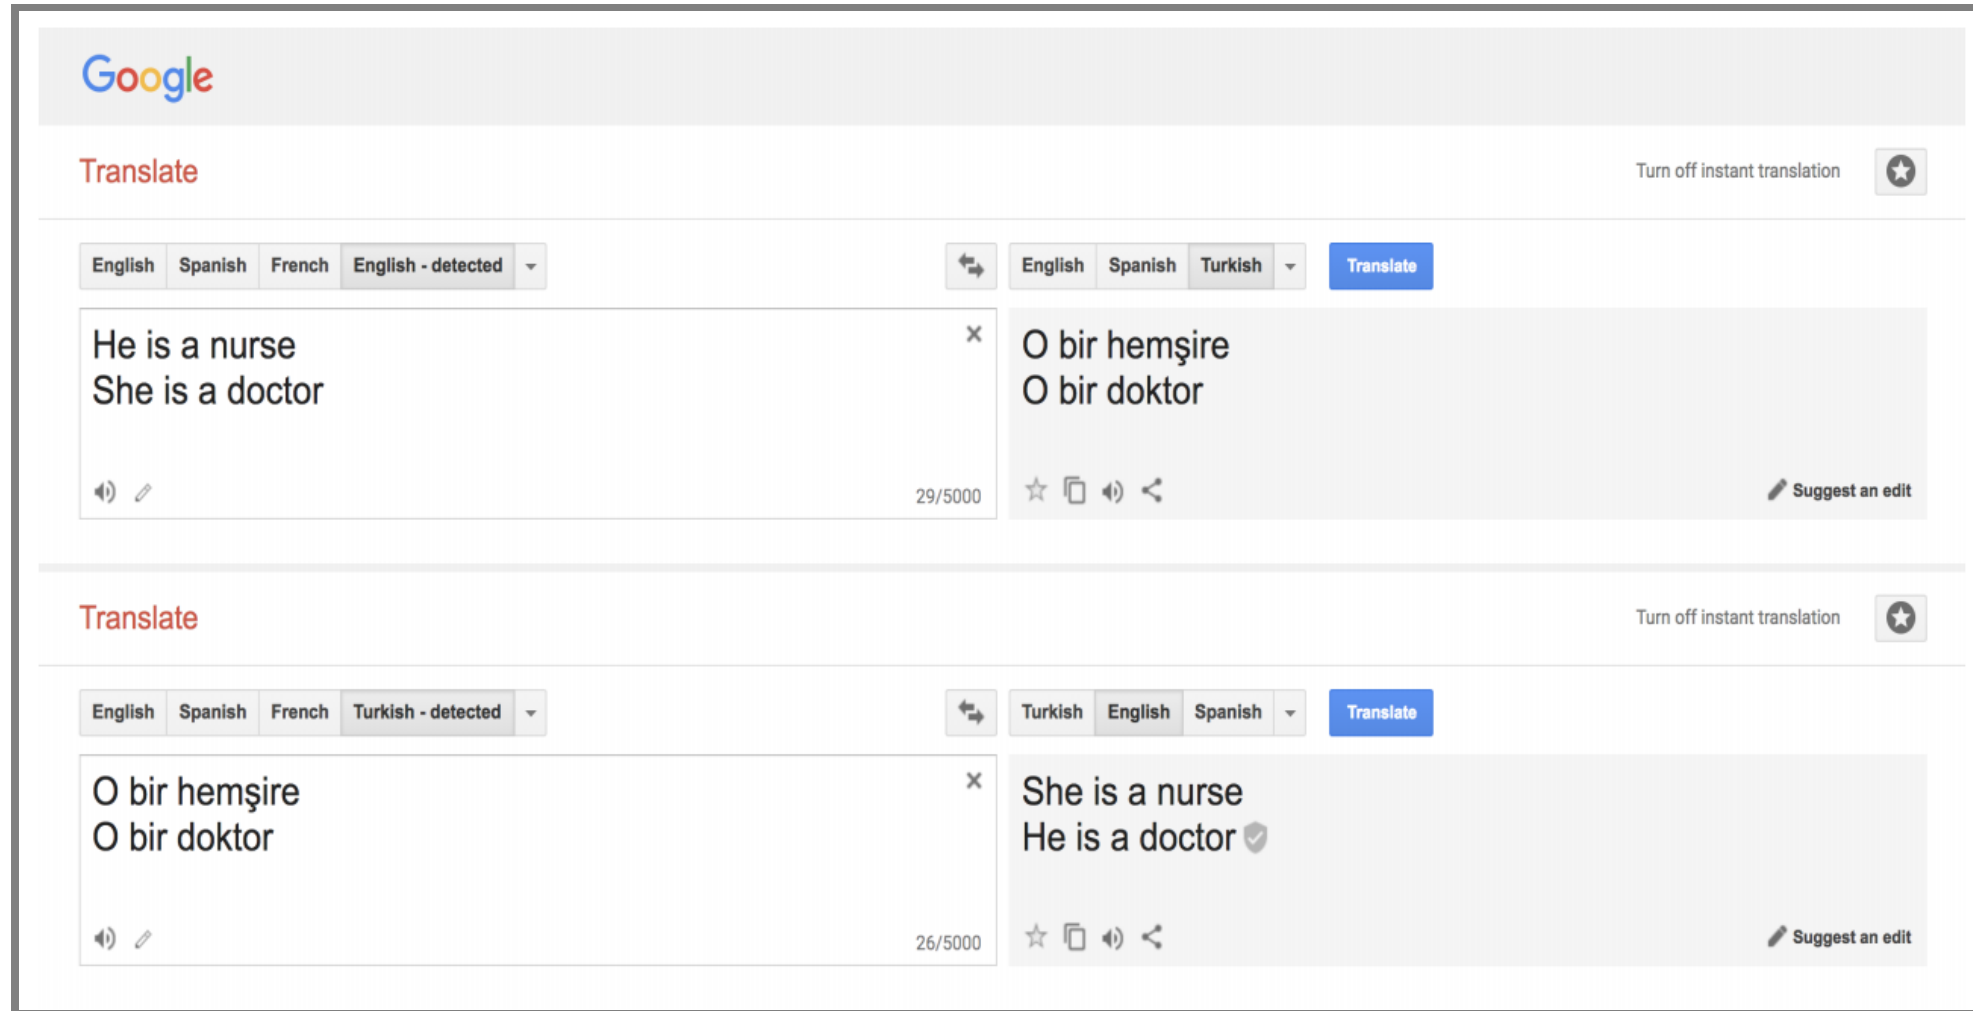 Google
Translate Turn off instant translation
English Spanish French English - detected English Spanish Turkish Translate
He is a nurse
She is a doctor
29/5000
O bir hemşire
O bir doktor
Suggest an edit
Translate Turn off instant translation
English Spanish French Turkish - detected Turkish English Spanish Translate
O bir hemşire
O bir doktor
26/5000
She is a nurse
He is a doctor
Suggest an edit